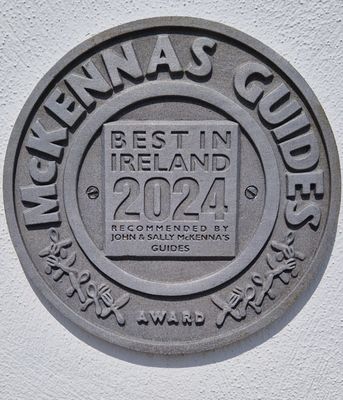 McKENNAS GUIDES
BEST IN
IRELAND
2024
RECOMMENDED BY
JOHN & SALLY McKENNA'S
GUIDES
AWARD